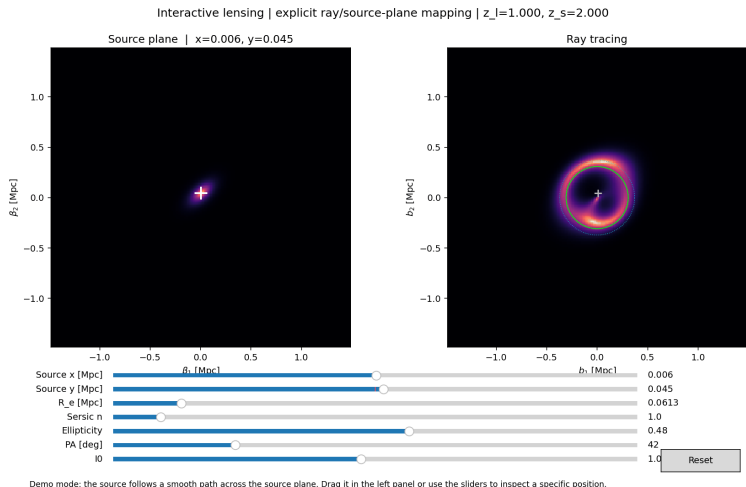 Interactive lensing | explicit ray/source-plane mapping | z_l=1.000, z_s=2.000
Source plane | x=0.006, y=0.045
Ray tracing
1.0
0.5
0.0
−0.5
−1.0
β₂ [Mpc]
−1.0 −0.5 0.0 0.5 1.0
β₁ [Mpc]
1.0
0.5
0.0
−0.5
−1.0
b₂ [Mpc]
−1.0 −0.5 0.0 0.5 1.0
b₁ [Mpc]
Source x [Mpc] 0.006
Source y [Mpc] 0.045
R_e [Mpc] 0.0613
Sersic n 1.0
Ellipticity 0.48
PA [deg] 42
I0 1.0
Reset
Demo mode: the source follows a smooth path across the source plane. Drag it in the left panel or use the sliders to inspect a specific position.